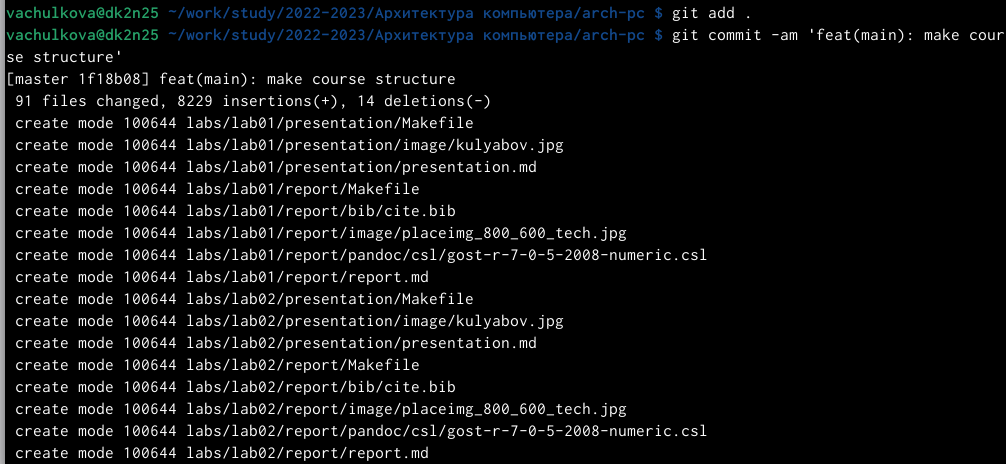 vachulkova@dk2n25 ~/work/study/2022-2023/Архитектура компьютера/arch-pc $ git add .
vachulkova@dk2n25 ~/work/study/2022-2023/Архитектура компьютера/arch-pc $ git commit -am 'feat(main): make cour
se structure'
[master 1f18b08] feat(main): make course structure
 91 files changed, 8229 insertions(+), 14 deletions(-)
 create mode 100644 labs/lab01/presentation/Makefile
 create mode 100644 labs/lab01/presentation/image/kulyabov.jpg
 create mode 100644 labs/lab01/presentation/presentation.md
 create mode 100644 labs/lab01/report/Makefile
 create mode 100644 labs/lab01/report/bib/cite.bib
 create mode 100644 labs/lab01/report/image/placeimg_800_600_tech.jpg
 create mode 100644 labs/lab01/report/pandoc/csl/gost-r-7-0-5-2008-numeric.csl
 create mode 100644 labs/lab01/report/report.md
 create mode 100644 labs/lab02/presentation/Makefile
 create mode 100644 labs/lab02/presentation/image/kulyabov.jpg
 create mode 100644 labs/lab02/presentation/presentation.md
 create mode 100644 labs/lab02/report/Makefile
 create mode 100644 labs/lab02/report/bib/cite.bib
 create mode 100644 labs/lab02/report/image/placeimg_800_600_tech.jpg
 create mode 100644 labs/lab02/report/pandoc/csl/gost-r-7-0-5-2008-numeric.csl
 create mode 100644 labs/lab02/report/report.md